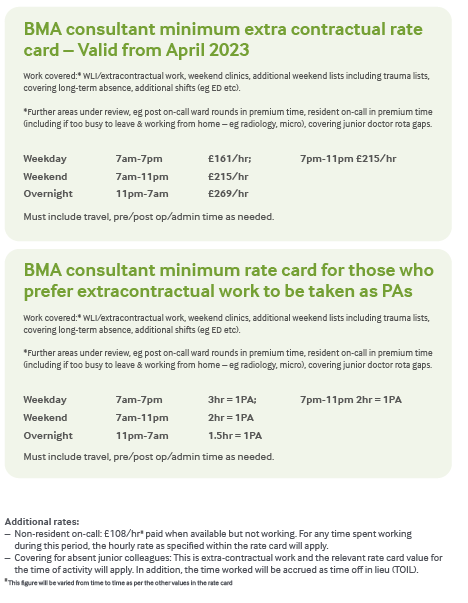 BMA consultant minimum extra contractual rate
card – Valid from April 2023
Work covered:* WLI/extracontractual work, weekend clinics, additional weekend lists including trauma lists,
covering long-term absence, additional shifts (eg ED etc).
*Further areas under review, eg post on-call ward rounds in premium time, resident on-call in premium time
(including if too busy to leave & working from home – eg radiology, micro), covering junior doctor rota gaps.
Weekday 7am-7pm £161/hr; 7pm-11pm £215/hr
Weekend 7am-11pm £215/hr
Overnight 11pm-7am £269/hr
Must include travel, pre/post op/admin time as needed.
BMA consultant minimum rate card for those who
prefer extracontractual work to be taken as PAs
Work covered:* WLI/extracontractual work, weekend clinics, additional weekend lists including trauma lists,
covering long-term absence, additional shifts (eg ED etc).
*Further areas under review, eg post on-call ward rounds in premium time, resident on-call in premium time
(including if too busy to leave & working from home – eg radiology, micro), covering junior doctor rota gaps.
Weekday 7am-7pm 3hr = 1PA; 7pm-11pm 2hr = 1PA
Weekend 7am-11pm 2hr = 1PA
Overnight 11pm-7am 1.5hr = 1PA
Must include travel, pre/post op/admin time as needed.
Additional rates:
– Non-resident on-call: £108/hr* paid when available but not working. For any time spent working
during this period, the hourly rate as specified within the rate card will apply.
– Covering for absent junior colleagues: This is extra-contractual work and the relevant rate card value for
the time of activity will apply. In addition, the time worked will be accrued as time off in lieu (TOIL).
*This figure will be varied from time to time as per the other values in the rate card